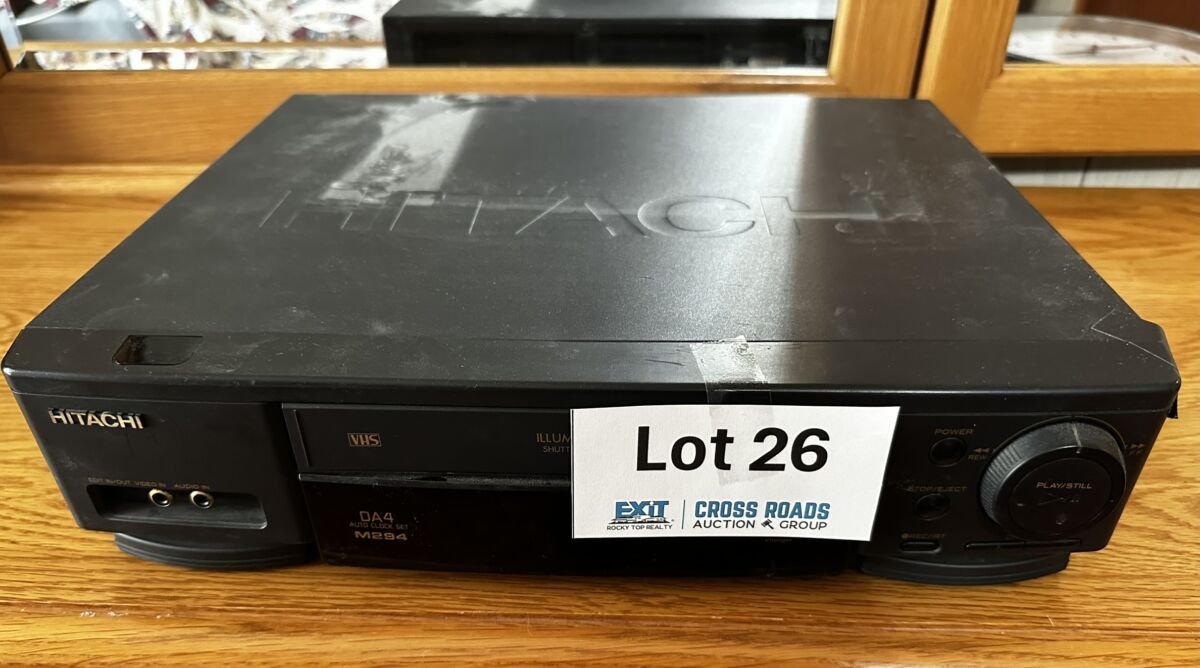 HITACHI
HITACHI
VHS
ILLUM
SHUTT
EDIT IN/OUT VIDEO IN AUDIO IN
DA4
AUTO CLOCK SET
M294
Lot 26
EXIT
ROCKY TOP REALTY
CROSS ROADS
AUCTION GROUP
POWER
REW
STOP/EJECT
PLAY/STILL
REC/IRT